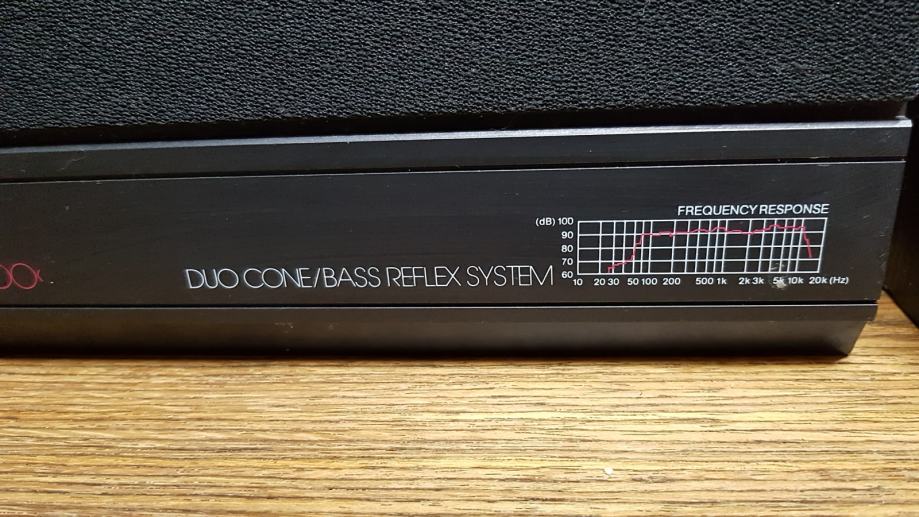 FREQUENCY RESPONSE
(dB) 100
90
80
70
60
10 20 30 50 100 200 500 1k 2k 3k 5k 10k 20k (Hz)
00α
DUO CONE/BASS REFLEX SYSTEM